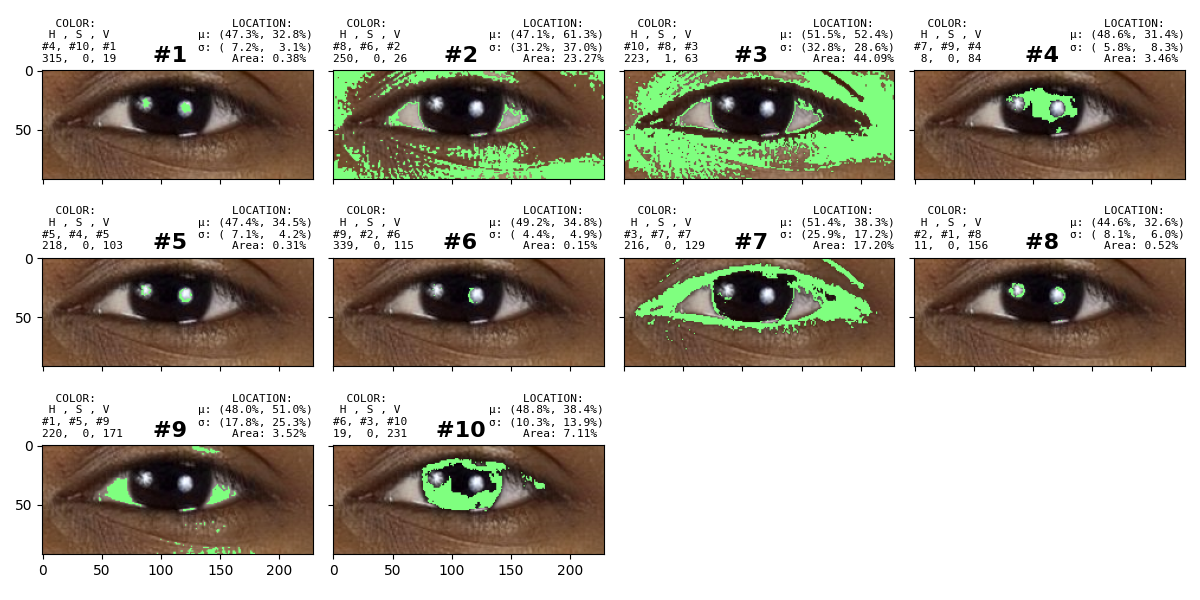 COLOR: LOCATION: COLOR: LOCATION: COLOR: LOCATION: COLOR: LOCATION:
H , S , V μ: (47.3%, 32.8%) H , S , V μ: (47.1%, 61.3%) H , S , V μ: (51.5%, 52.4%) H , S , V μ: (48.6%, 31.4%)
#4, #10, #1 #1 σ: ( 7.2%, 3.1%) #8, #6, #2 #2 σ: (31.2%, 37.0%) #10, #8, #3 #3 σ: (32.8%, 28.6%) #7, #9, #4 #4 σ: ( 5.8%, 8.3%)
315, 0, 19 Area: 0.38% 250, 0, 26 Area: 23.27% 223, 1, 63 Area: 44.09% 8, 0, 84 Area: 3.46%
0
50
COLOR: LOCATION: COLOR: LOCATION: COLOR: LOCATION: COLOR: LOCATION:
H , S , V μ: (47.4%, 34.5%) H , S , V μ: (49.2%, 34.8%) H , S , V μ: (51.4%, 38.3%) H , S , V μ: (44.6%, 32.6%)
#5, #4, #5 #5 σ: ( 7.1%, 4.2%) #9, #2, #6 #6 σ: ( 4.4%, 4.9%) #3, #7, #7 #7 σ: (25.9%, 17.2%) #2, #1, #8 #8 σ: ( 8.1%, 6.0%)
218, 0, 103 Area: 0.31% 339, 0, 115 Area: 0.15% 216, 0, 129 Area: 17.20% 11, 0, 156 Area: 0.52%
0
50
COLOR: LOCATION: COLOR: LOCATION:
H , S , V μ: (48.0%, 51.0%) H , S , V μ: (48.8%, 38.4%)
#1, #5, #9 #9 σ: (17.8%, 25.3%) #6, #3, #10 #10 σ: (10.3%, 13.9%)
220, 0, 171 Area: 3.52% 19, 0, 231 Area: 7.11%
0
50
0 50 100 150 200 0 50 100 150 200